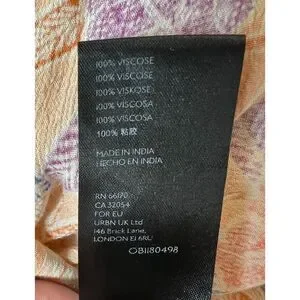 100% VISCOSE
100% VISCOSE
100% VISKOSE
100% VISCOSA
100% VISCOSA
100% 粘胶
MADE IN INDIA
HECHO EN INDIA
RN 66170
CA 32054
FOR EU
URBN UK Ltd
146 Brick Lane,
LONDON E1 6RU
OB1180498